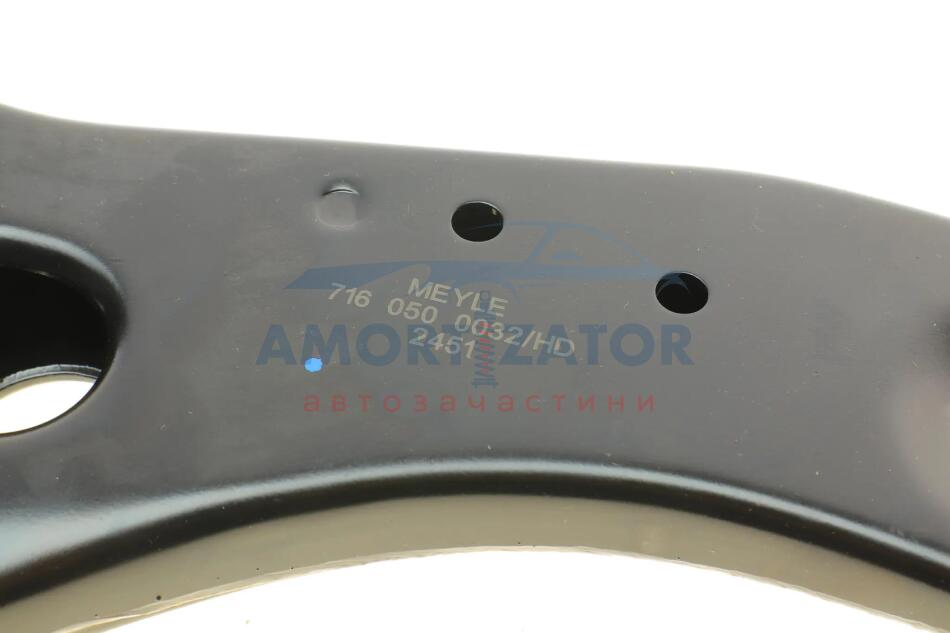 MEYLE
716 050 0032/HD
2451
AMORTIZATOR
автозачастини